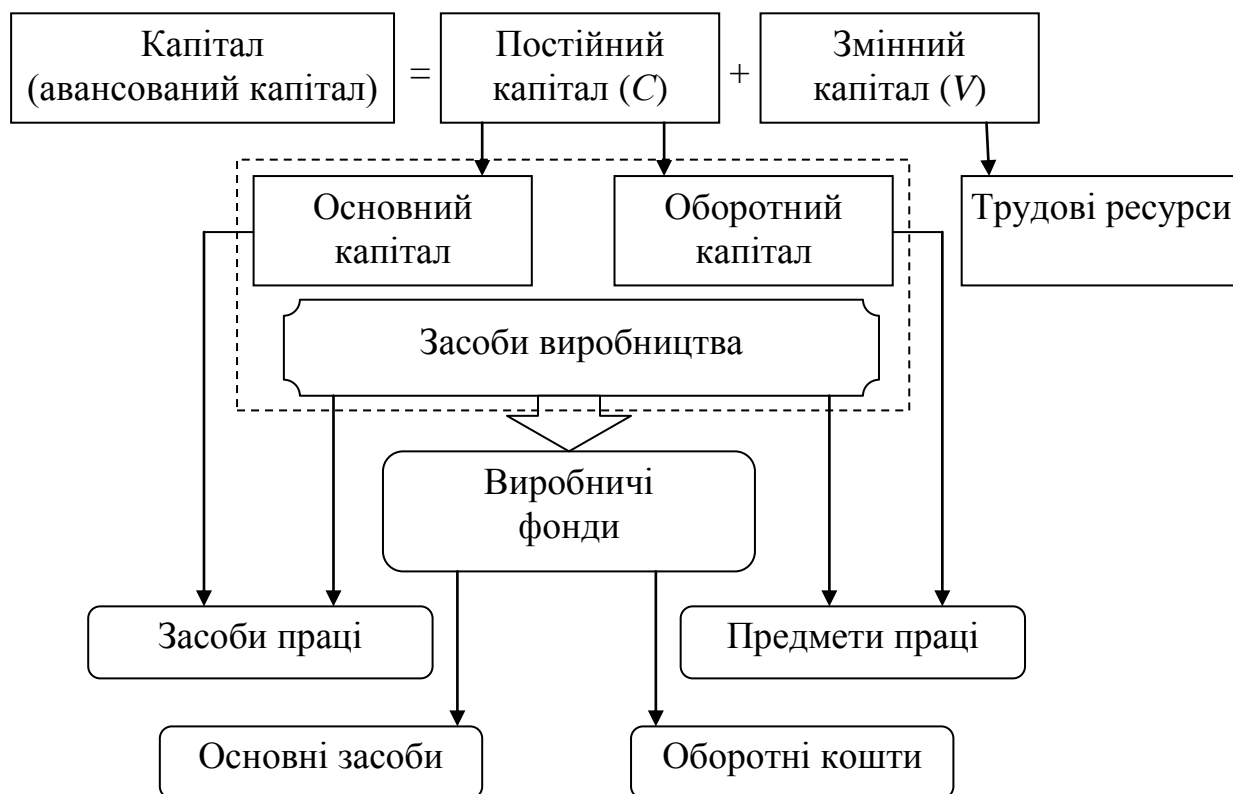 Капітал
(авансований капітал)
=
Постійний
капітал (C)
+
Змінний
капітал (V)
Основний
капітал
Оборотний
капітал
Трудові ресурси
Засоби виробництва
Виробничі
фонди
Засоби праці
Предмети праці
Основні засоби
Оборотні кошти